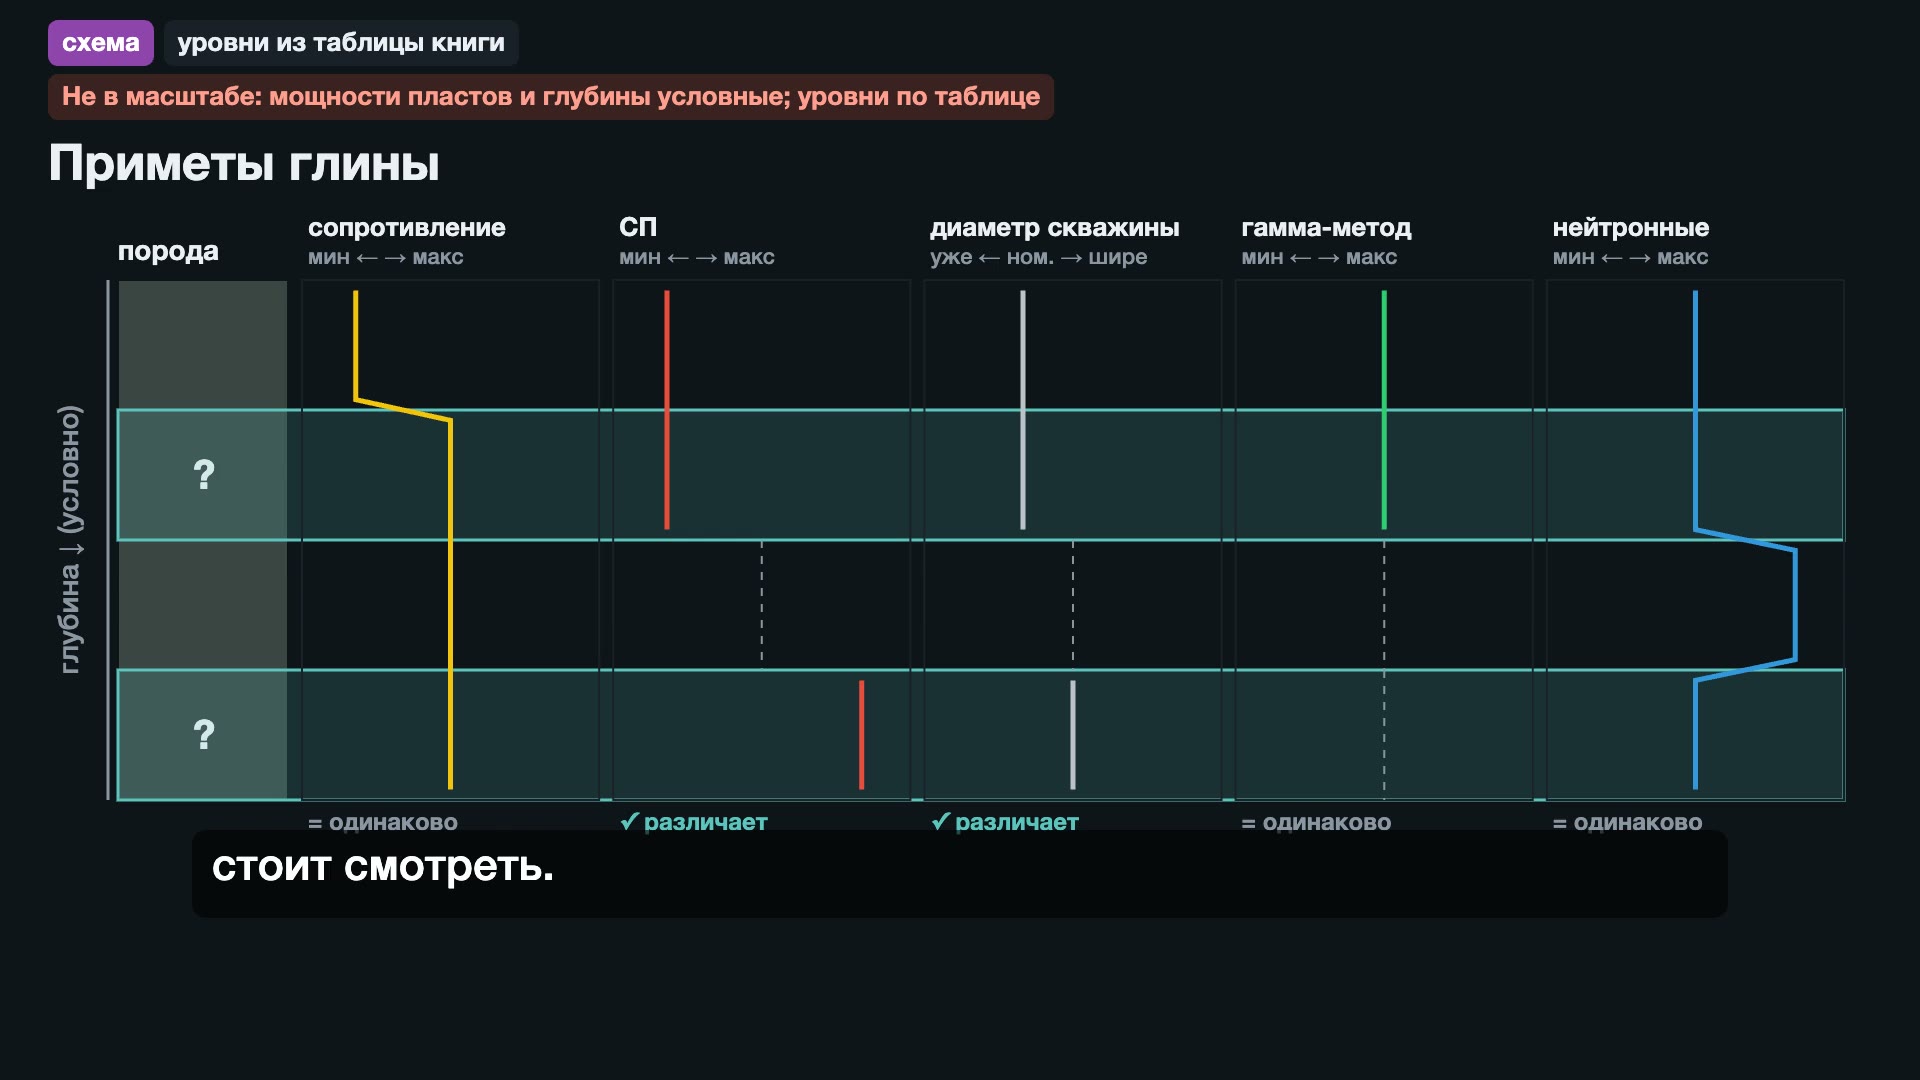 схема
уровни из таблицы книги
Не в масштабе: мощности пластов и глубины условные; уровни по таблице
Приметы глины
порода
сопротивление
мин ← → макс
СП
мин ← → макс
диаметр скважины
уже ← ном. → шире
гамма-метод
мин ← → макс
нейтронные
мин ← → макс
глубина ↓ (условно)
?
?
= одинаково
✓ различает
✓ различает
= одинаково
= одинаково
стоит смотреть.